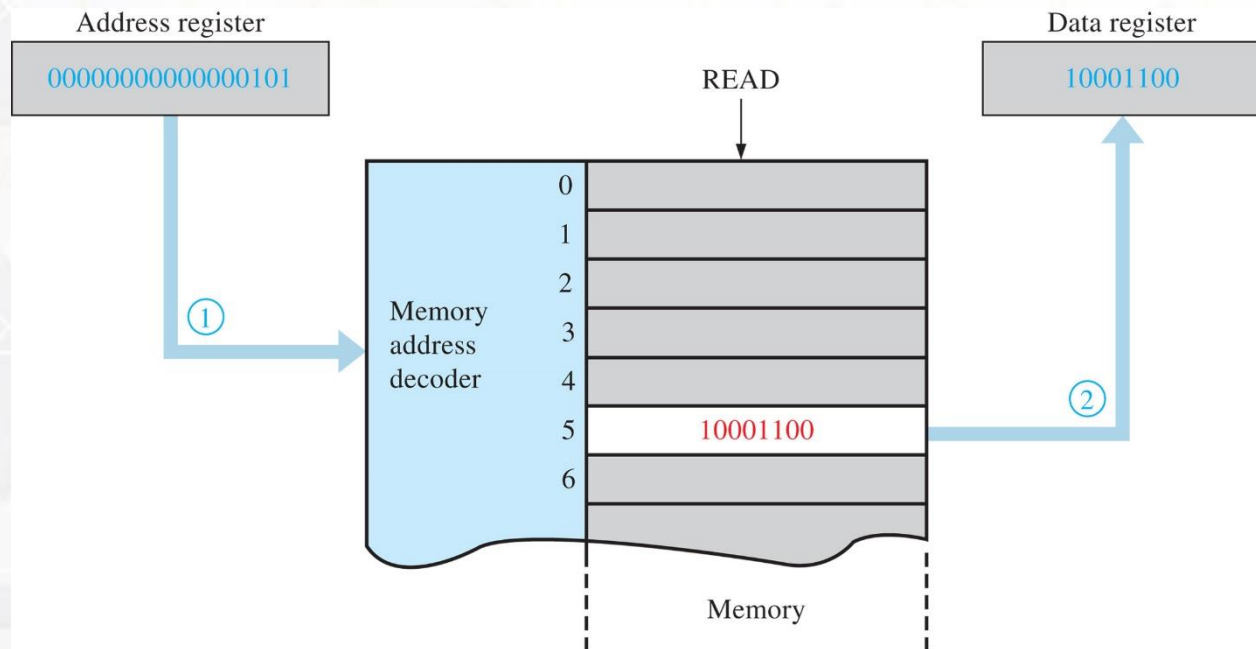 Address register
00000000000000101
Data register
10001100
READ
0
1
2
3
4
5
6
Memory
address
decoder
10001100
1
2
Memory